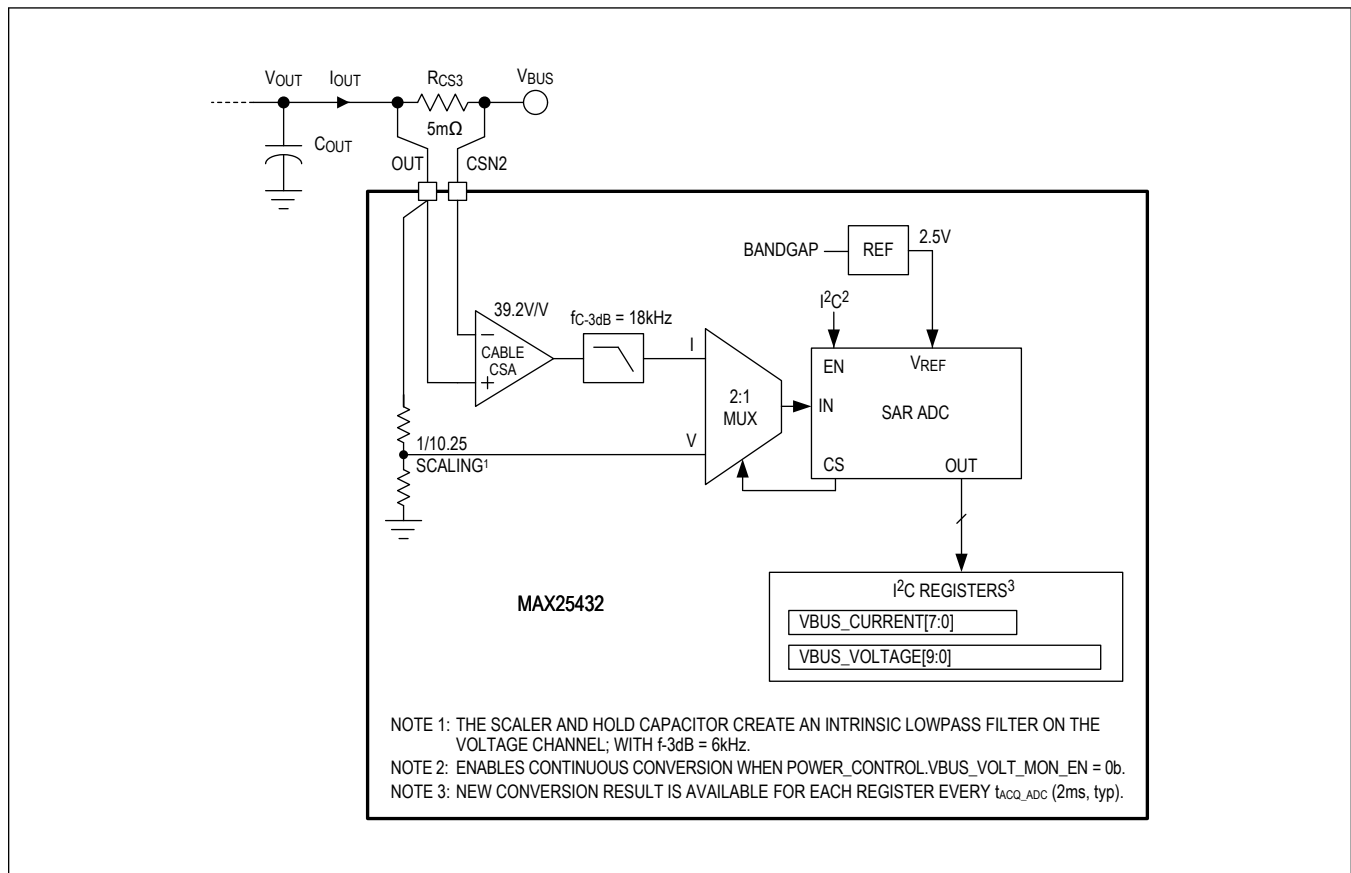 VOUT IOUT RCS3 VBUS
5mΩ
COUT
OUT CSN2
BANDGAP REF 2.5V
I²C²
39.2V/V
fC-3dB = 18kHz
CABLE
CSA
−
+
I
2:1
MUX
V
EN VREF
IN SAR ADC
CS OUT
1/10.25
SCALING¹
I²C REGISTERS³
VBUS_CURRENT[7:0]
VBUS_VOLTAGE[9:0]
MAX25432
NOTE 1: THE SCALER AND HOLD CAPACITOR CREATE AN INTRINSIC LOWPASS FILTER ON THE
VOLTAGE CHANNEL; WITH f-3dB = 6kHz.
NOTE 2: ENABLES CONTINUOUS CONVERSION WHEN POWER_CONTROL.VBUS_VOLT_MON_EN = 0b.
NOTE 3: NEW CONVERSION RESULT IS AVAILABLE FOR EACH REGISTER EVERY tACQ_ADC (2ms, typ).